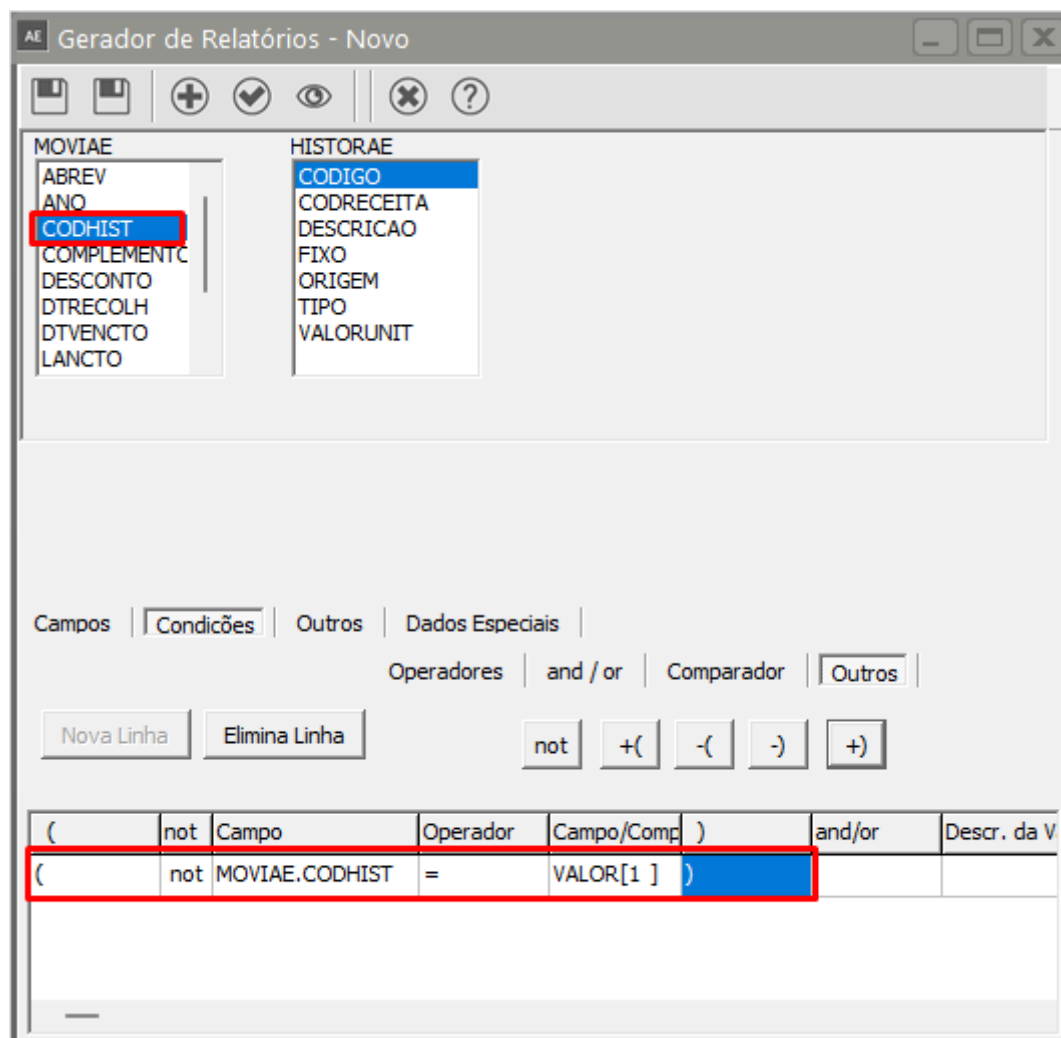 AE Gerador de Relatórios - Novo
MOVIAE HISTORAE
ABREV CODIGO
ANO CODRECEITA
CODHIST DESCRICAO
COMPLEMENTO FIXO
DESCONTO ORIGEM
DTRECOLH TIPO
DTVENCTO VALORUNIT
LANCTO
Campos Condicões Outros Dados Especiais
Operadores and / or Comparador Outros
Nova Linha Elimina Linha not +( -( -) +)
( not Campo Operador Campo/Comp ) and/or Descr. da V
( not MOVIAE.CODHIST = VALOR[1 ] )